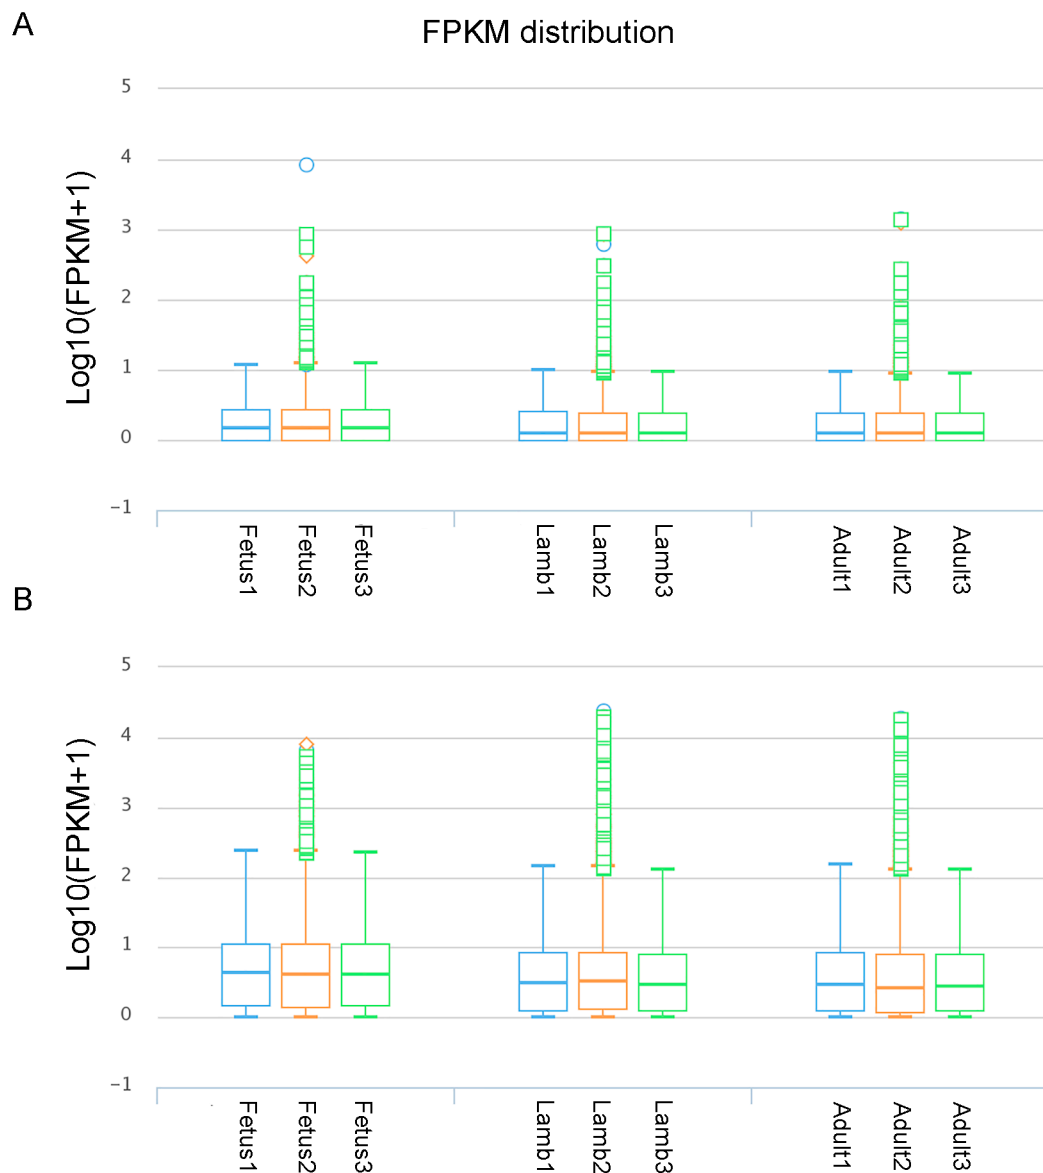 A
FPKM distribution
Log10(FPKM+1)
5
4
3
2
1
0
−1
Fetus1
Fetus2
Fetus3
Lamb1
Lamb2
Lamb3
Adult1
Adult2
Adult3
B
Log10(FPKM+1)
5
4
3
2
1
0
−1
Fetus1
Fetus2
Fetus3
Lamb1
Lamb2
Lamb3
Adult1
Adult2
Adult3